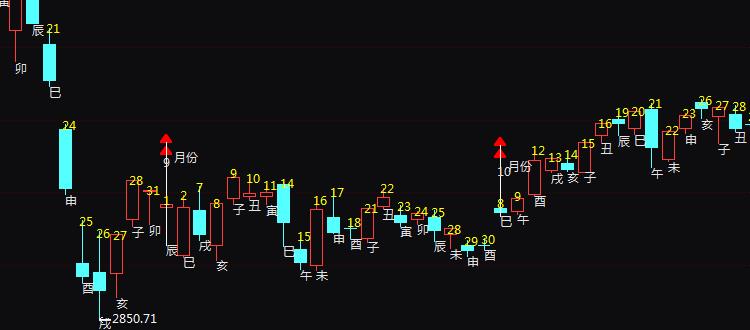 卯
辰
21
巳
24
申
25
酉
26
戌
2850.71
27
亥
28
子
31
卯
9 月份
1
辰
2
巳
7
戌
8
亥
9
子
10
丑
11
寅
14
巳
15
午
16
未
17
申
18
酉
21
子
22
丑
23
寅
24
卯
25
辰
28
未
29
申
30
酉
10 月份
8
巳
9
午
12
酉
13
戌
14
亥
15
子
16
丑
19
辰
20
巳
21
午
22
未
23
申
26
亥
27
子
28
丑